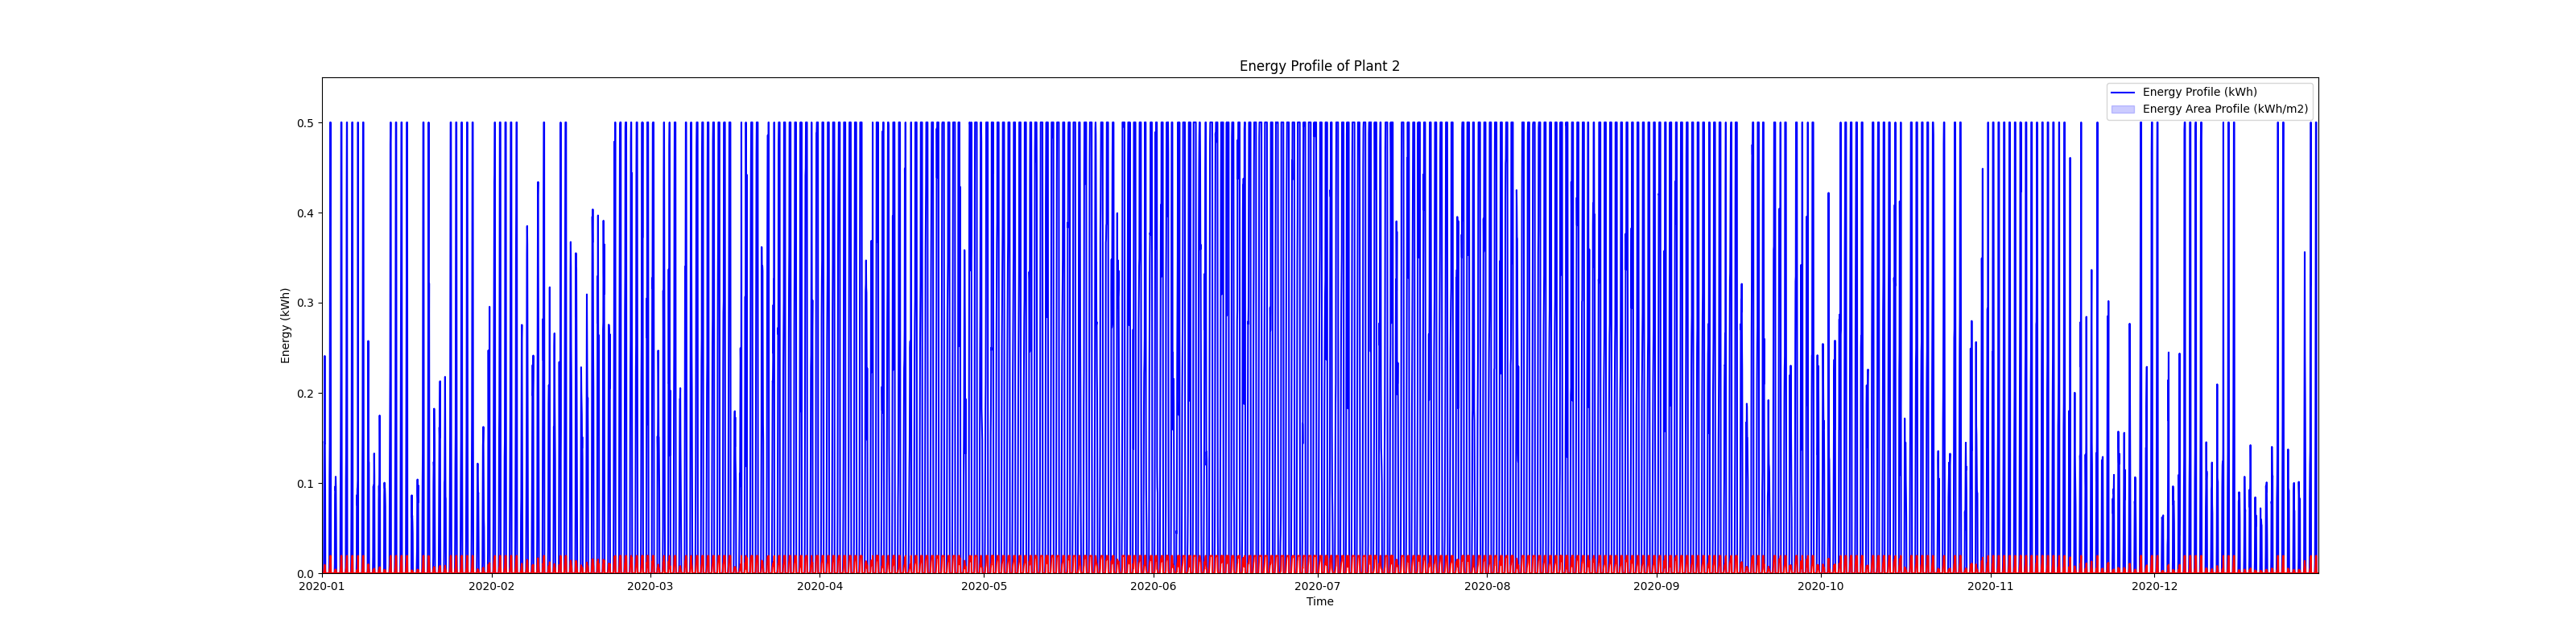 Energy Profile of Plant 2
Energy Profile (kWh)
Energy Area Profile (kWh/m2)
Energy (kWh)
0.5
0.4
0.3
0.2
0.1
0.0
2020-01 2020-02 2020-03 2020-04 2020-05 2020-06 2020-07 2020-08 2020-09 2020-10 2020-11 2020-12
Time